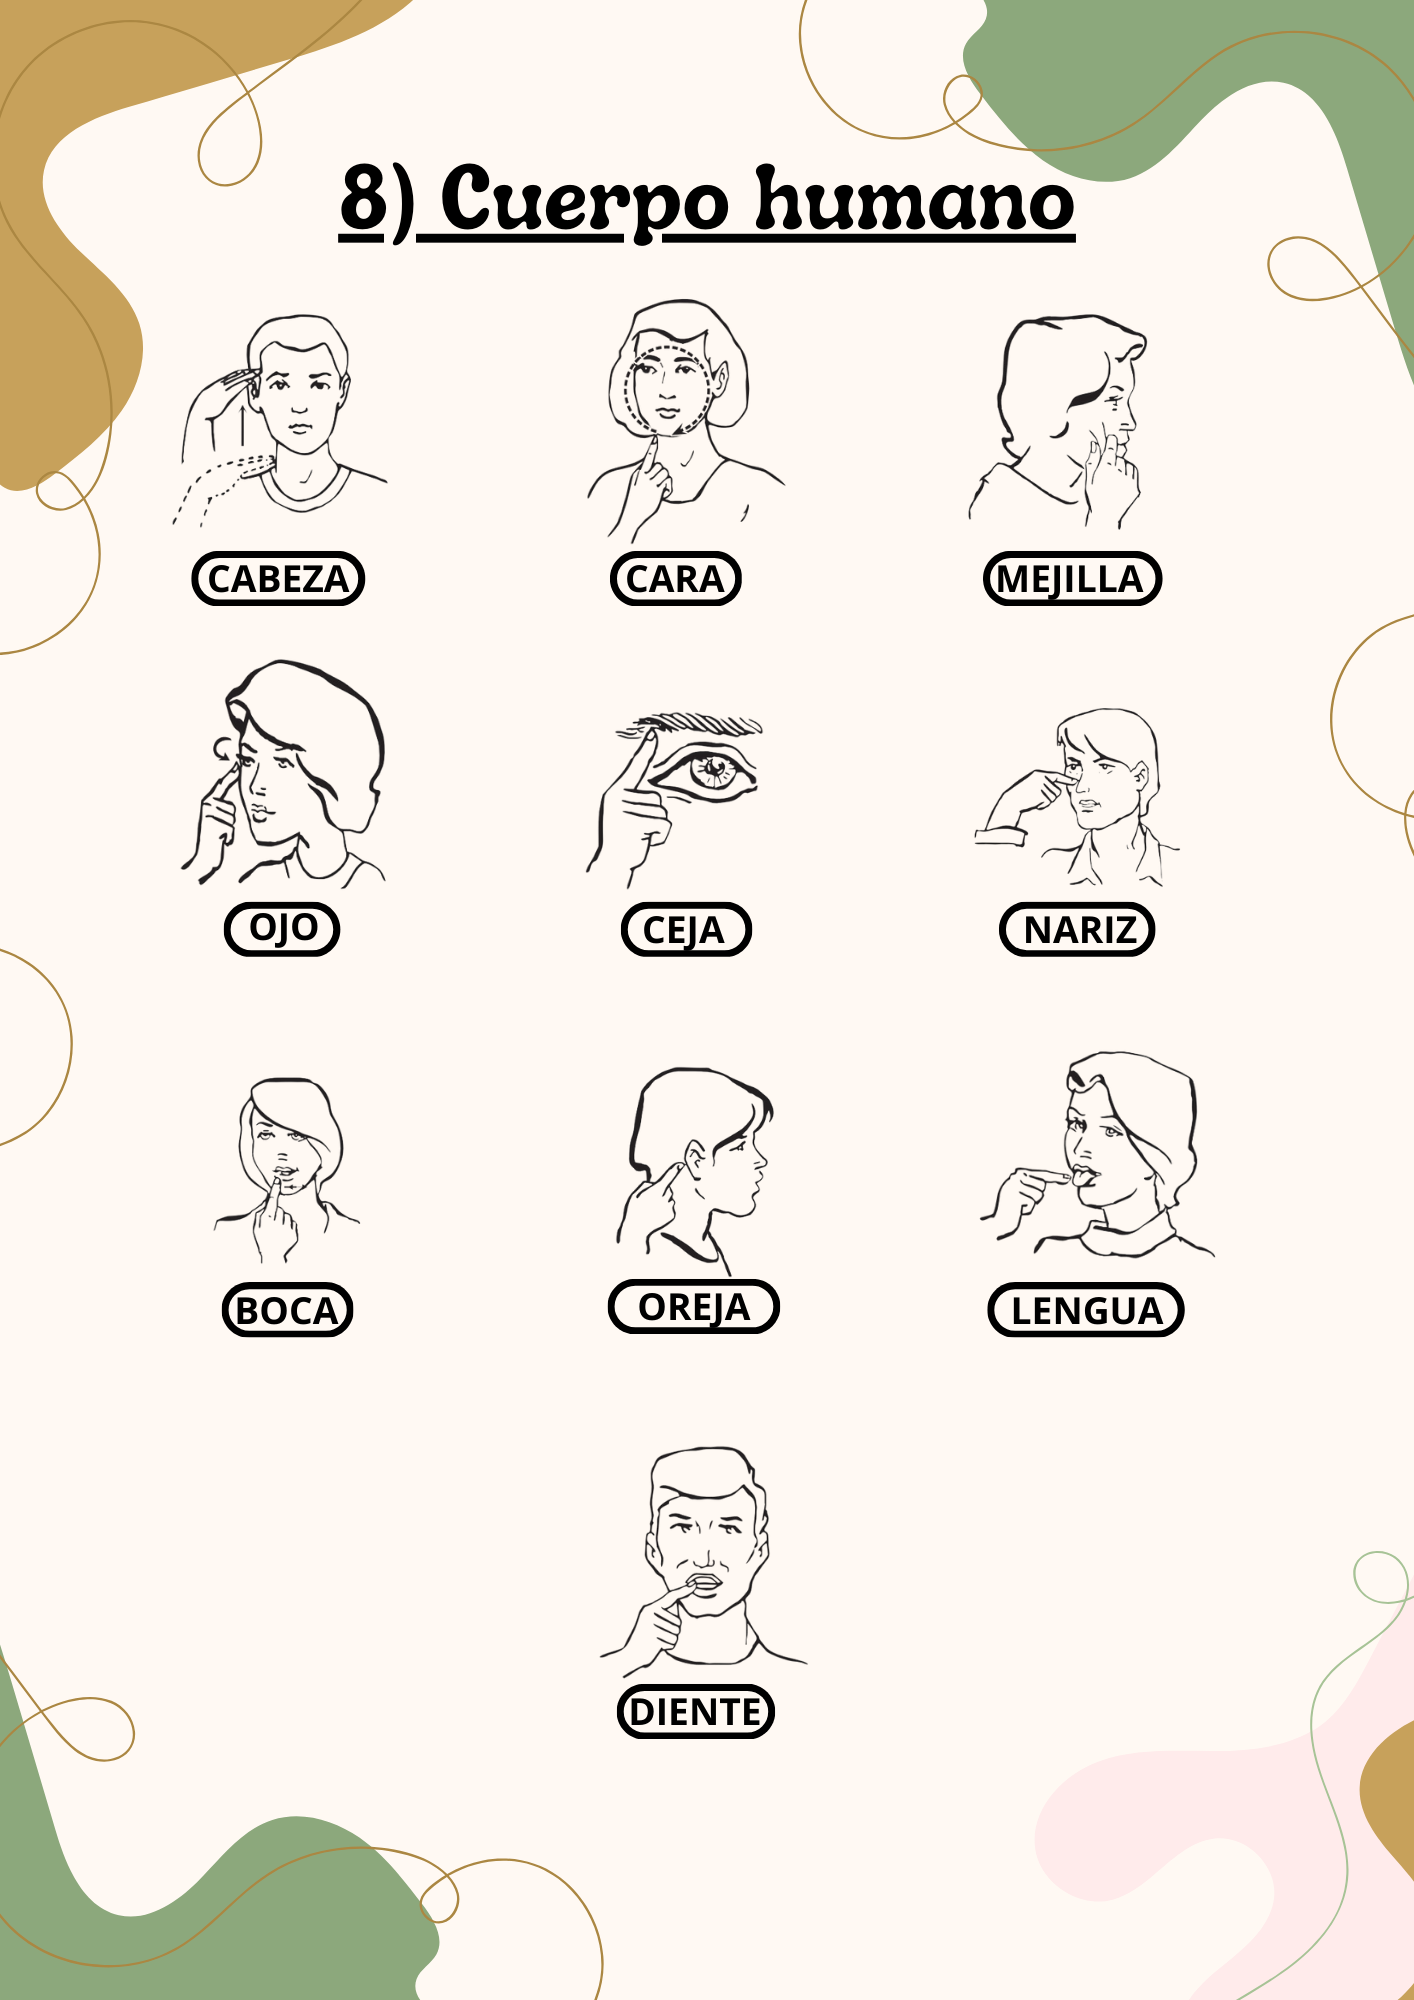 8) Cuerpo humano
CABEZA
CARA
MEJILLA
OJO
CEJA
NARIZ
BOCA
OREJA
LENGUA
DIENTE